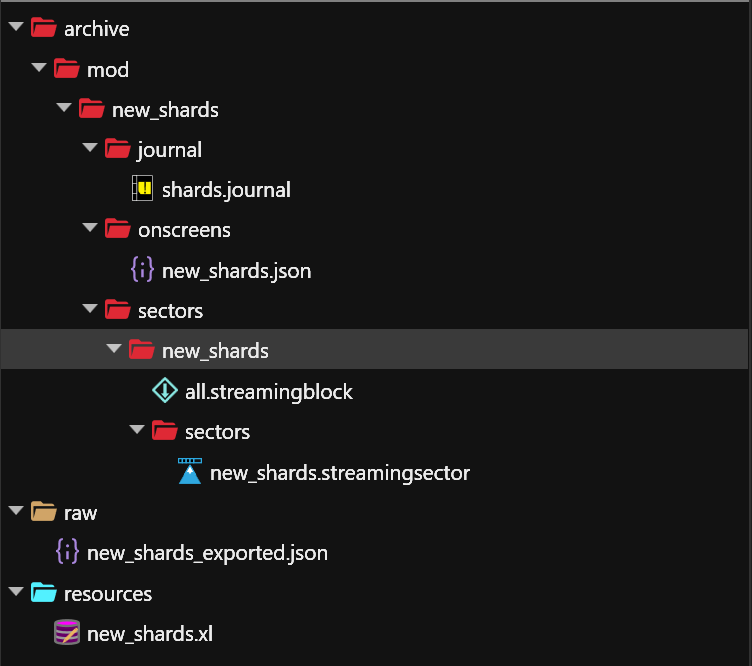 archive
mod
new_shards
journal
shards.journal
onscreens
new_shards.json
sectors
new_shards
all.streamingblock
sectors
new_shards.streamingsector
raw
new_shards_exported.json
resources
new_shards.xl